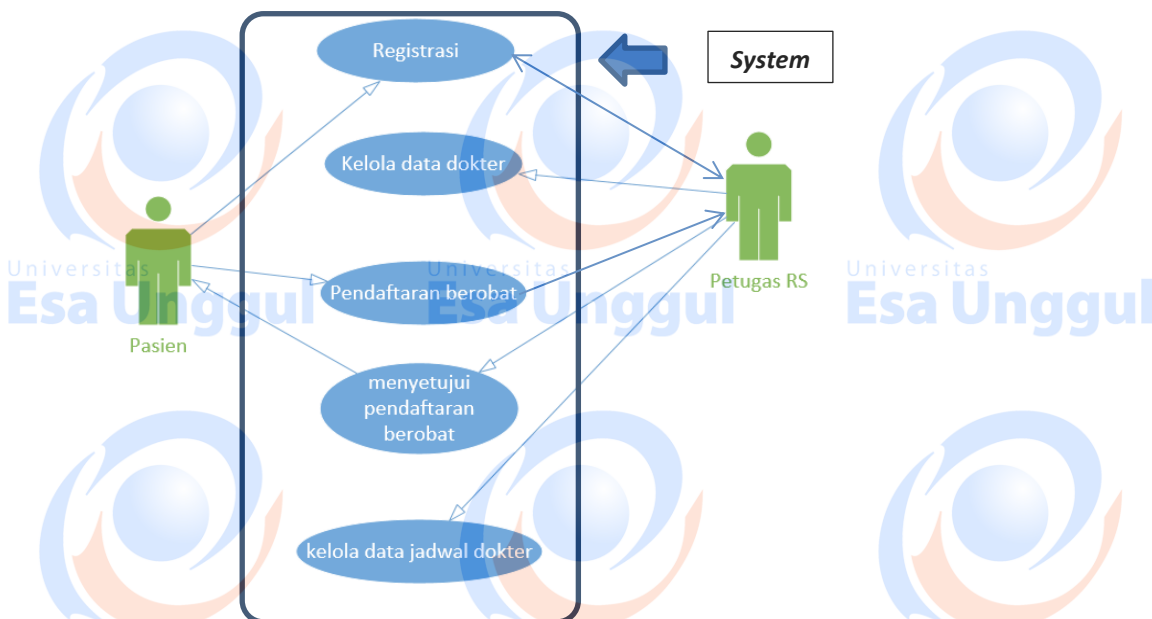 Registrasi
System
Kelola data dokter
Universitas
Esa Unggul
Universitas
Esa Unggul
Universitas
Esa Unggul
Petugas RS
Pendaftaran berobat
Pasien
menyetujui
pendaftaran
berobat
kelola data jadwal dokter